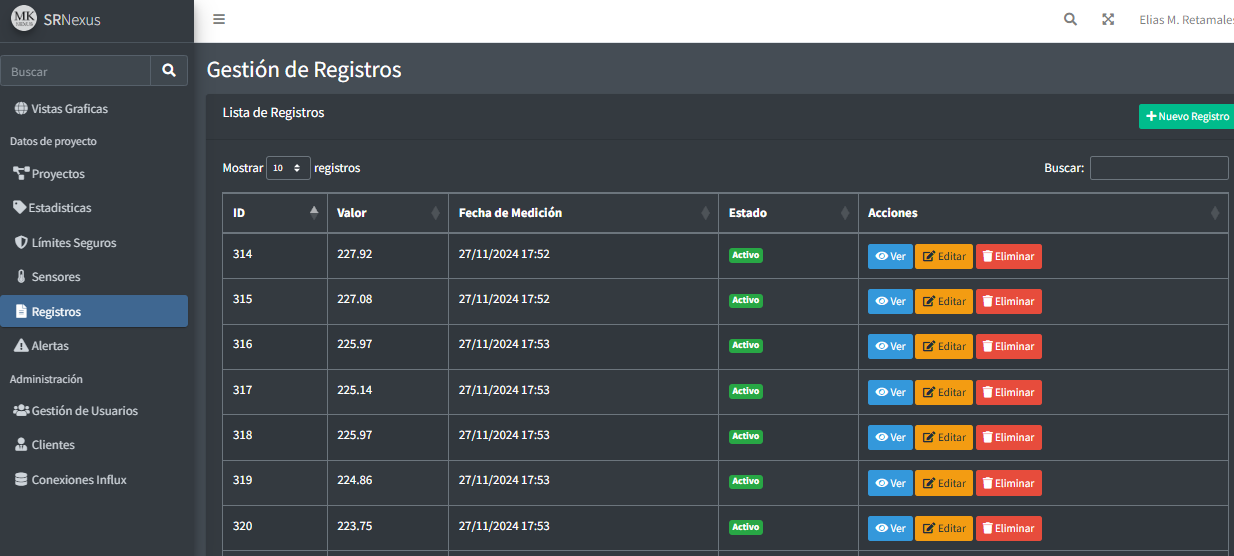 MK
SRNexus
Elias M. Retamales
Buscar
Gestión de Registros
Vistas Graficas
Lista de Registros
Nuevo Registro
Datos de proyecto
Mostrar 10 registros
Buscar:
Proyectos
Estadisticas
Límites Seguros
Sensores
Registros
Alertas
Administración
Gestión de Usuarios
Clientes
Conexiones Influx
ID Valor Fecha de Medición Estado Acciones
314 227.92 27/11/2024 17:52 Activo Ver Editar Eliminar
315 227.08 27/11/2024 17:52 Activo Ver Editar Eliminar
316 225.97 27/11/2024 17:53 Activo Ver Editar Eliminar
317 225.14 27/11/2024 17:53 Activo Ver Editar Eliminar
318 225.97 27/11/2024 17:53 Activo Ver Editar Eliminar
319 224.86 27/11/2024 17:53 Activo Ver Editar Eliminar
320 223.75 27/11/2024 17:53 Activo Ver Editar Eliminar